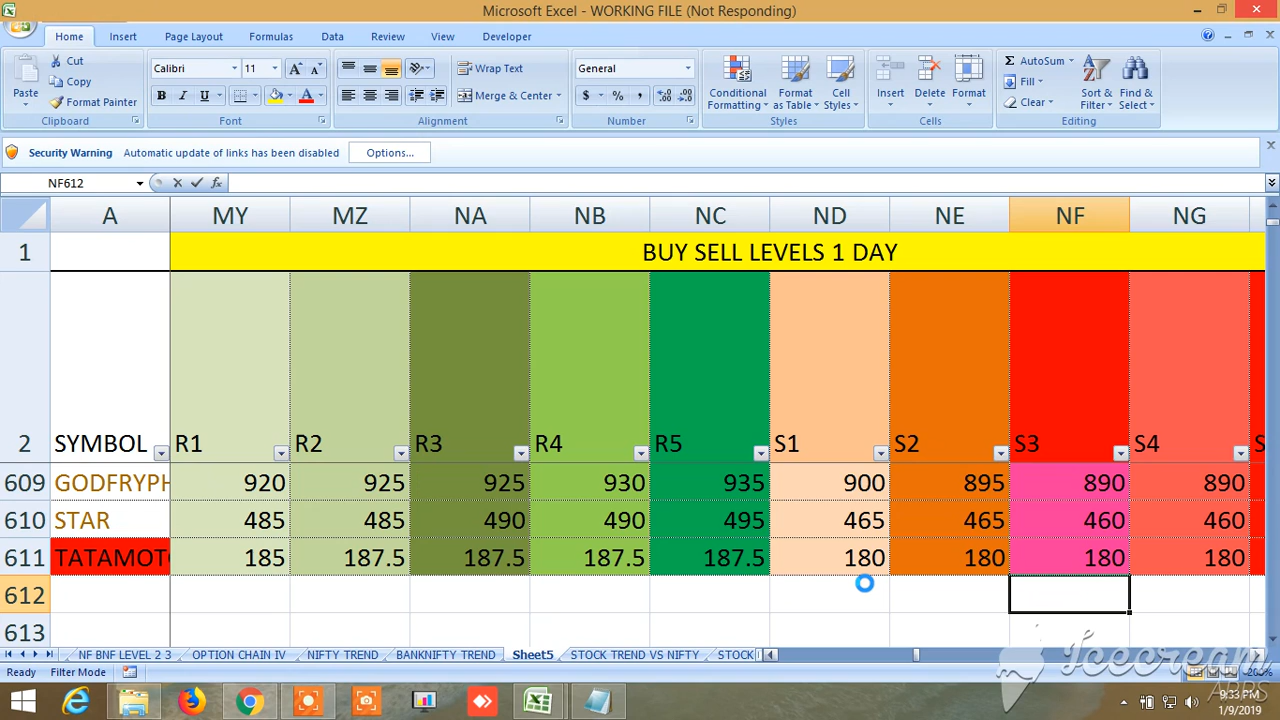 Microsoft Excel - WORKING FILE (Not Responding)
Home Insert Page Layout Formulas Data Review View Developer
Paste Cut Copy Format Painter
Calibri 11
Wrap Text
Merge & Center
General
$ % ,
Conditional Formatting Format as Table Cell Styles
Insert Delete Format
AutoSum Fill Clear
Sort & Filter Find & Select
Clipboard Font Alignment Number Styles Cells Editing
Security Warning Automatic update of links has been disabled Options...
NF612 fx
A MY MZ NA NB NC ND NE NF NG
1 BUY SELL LEVELS 1 DAY
2 SYMBOL R1 R2 R3 R4 R5 S1 S2 S3 S4 S
609 GODFRYPH 920 925 925 930 935 900 895 890 890
610 STAR 485 485 490 490 495 465 465 460 460
611 TATAMOT 185 187.5 187.5 187.5 187.5 180 180 180 180
612
613
NF BNF LEVEL 2 3 OPTION CHAIN IV NIFTY TREND BANKNIFTY TREND Sheet5 STOCK TREND VS NIFTY STOCK
Ready Filter Mode 200%
Icecream
APPS
9:33 PM
1/9/2019